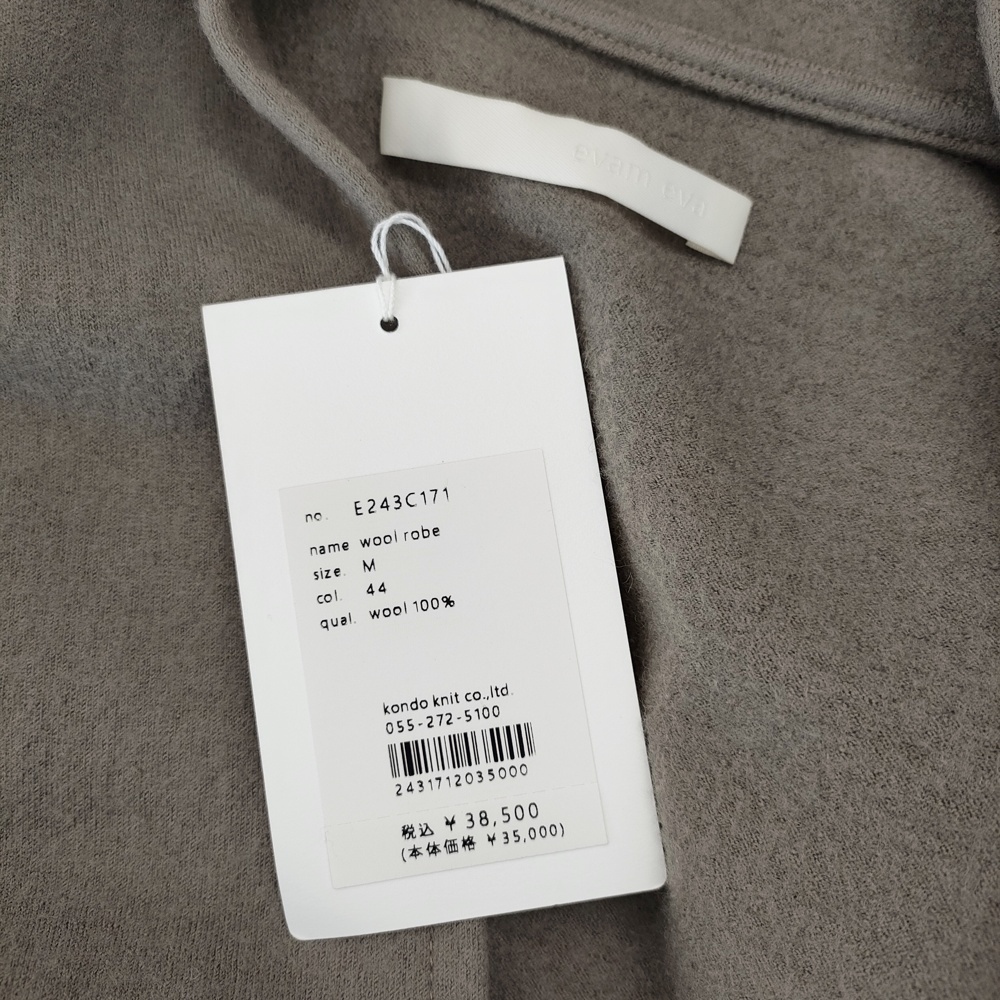 evam eva
no. E243C171
name wool robe
size. M
col. 44
qual. wool 100%
kondo knit co.,ltd.
055-272-5100
2431712035000
税込 ￥38,500
(本体価格 ￥35,000)